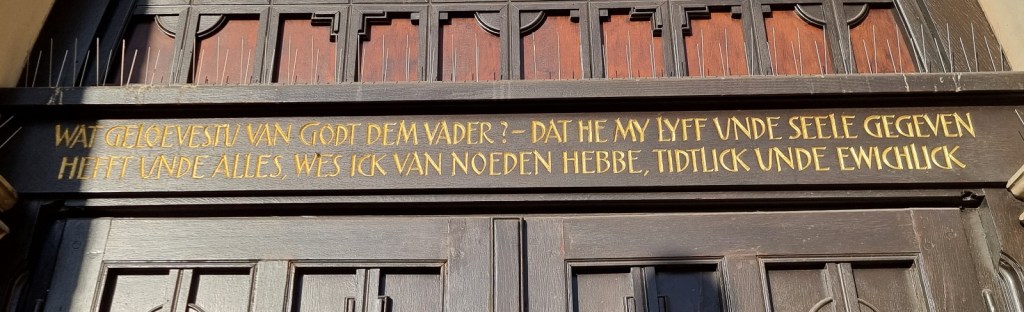 WAT GELOEVESTU VAN GODT DEM VADER? – DAT HE MY LYFF UNDE SEELE GEGEVEN
HEFFT UNDE ALLES, WES ICK VAN NOEDEN HEBBE, TIDTLICK UNDE EWICHLICK